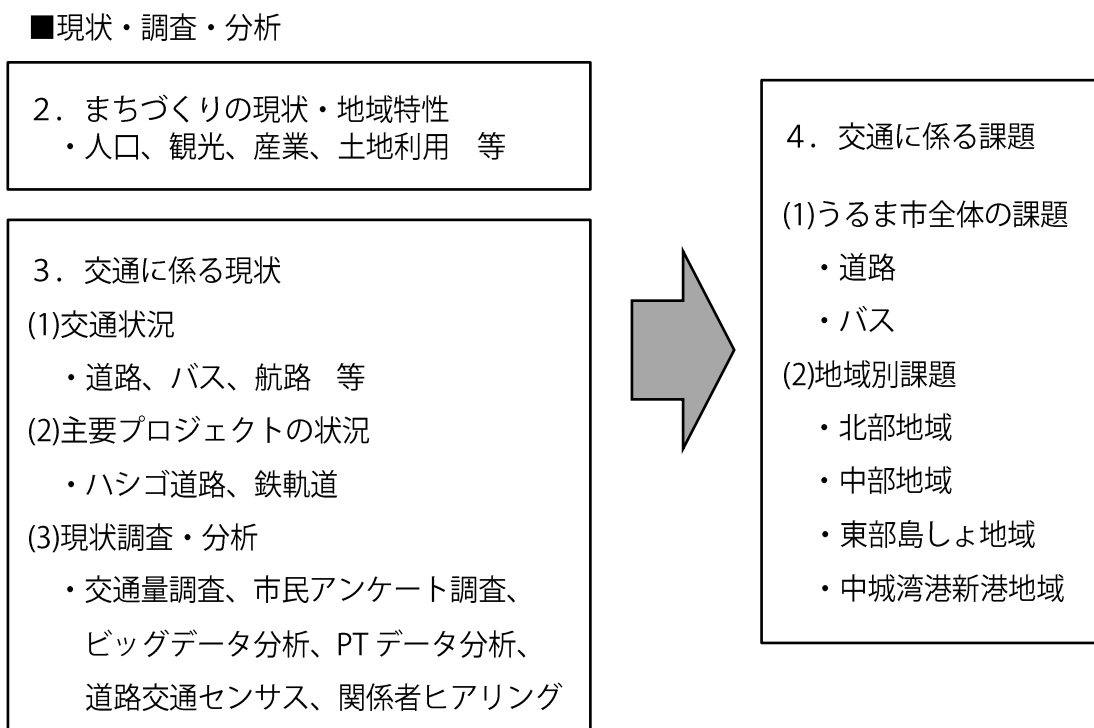 ■現状・調査・分析
２．まちづくりの現状・地域特性
・人口、観光、産業、土地利用　等
３．交通に係る現状
(1)交通状況
・道路、バス、航路　等
(2)主要プロジェクトの状況
・ハシゴ道路、鉄軌道
(3)現状調査・分析
・交通量調査、市民アンケート調査、
ビッグデータ分析、PT データ分析、
道路交通センサス、関係者ヒアリング
４．交通に係る課題
(1)うるま市全体の課題
・道路
・バス
(2)地域別課題
・北部地域
・中部地域
・東部島しょ地域
・中城湾港新港地域